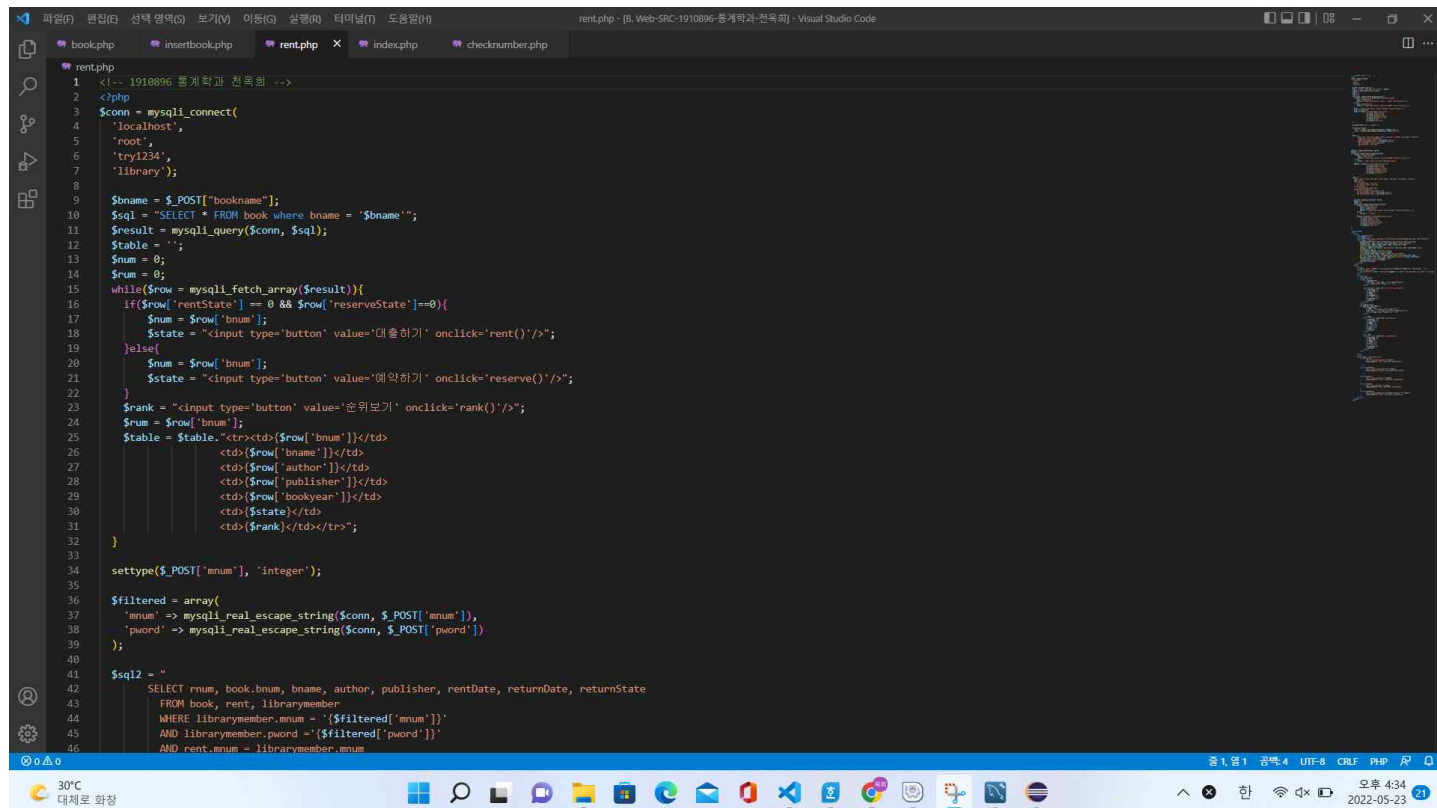 파일(F) 편집(E) 선택 영역(S) 보기(V) 이동(G) 실행(R) 터미널(T) 도움말(H) rent.php - [B. Web-SRC-1910896-통계학과-전옥희] - Visual Studio Code
book.php insertbook.php rent.php index.php checknumber.php
rent.php
1 <!-- 1910896 통계학과 전옥희 -->
2 <?php
3 $conn = mysqli_connect(
4 'localhost',
5 'root',
6 'try1234',
7 'library');
8
9 $bname = $_POST["bookname"];
10 $sql = "SELECT * FROM book where bname = '$bname'";
11 $result = mysqli_query($conn, $sql);
12 $table = '';
13 $num = 0;
14 $rum = 0;
15 while($row = mysqli_fetch_array($result)){
16 if($row['rentState'] == 0 && $row['reserveState']==0){
17 $num = $row['bnum'];
18 $state = "<input type='button' value='대출하기' onclick='rent()'/>";
19 }else{
20 $num = $row['bnum'];
21 $state = "<input type='button' value='예약하기' onclick='reserve()'/>";
22 }
23 $rank = "<input type='button' value='순위보기' onclick='rank()'/>";
24 $rum = $row['bnum'];
25 $table = $table."<tr><td>{$row['bnum']}</td>
26 <td>{$row['bname']}</td>
27 <td>{$row['author']}</td>
28 <td>{$row['publisher']}</td>
29 <td>{$row['bookyear']}</td>
30 <td>{$state}</td>
31 <td>{$rank}</td></tr>";
32 }
33
34 settype($_POST['mnum'], 'integer');
35
36 $filtered = array(
37 'mnum' => mysqli_real_escape_string($conn, $_POST['mnum']),
38 'pword' => mysqli_real_escape_string($conn, $_POST['pword'])
39 );
40
41 $sql2 = "
42 SELECT rnum, book.bnum, bname, author, publisher, rentDate, returnDate, returnState
43 FROM book, rent, librarymember
44 WHERE librarymember.mnum = '{$filtered['mnum']}'
45 AND librarymember.pword ='{$filtered['pword']}'
46 AND rent.mnum = librarymember.mnum
0 0 줄 1, 열 1 공백: 4 UTF-8 CRLF PHP
30°C
대체로 화창
한 오후 4:34
2022-05-23 21